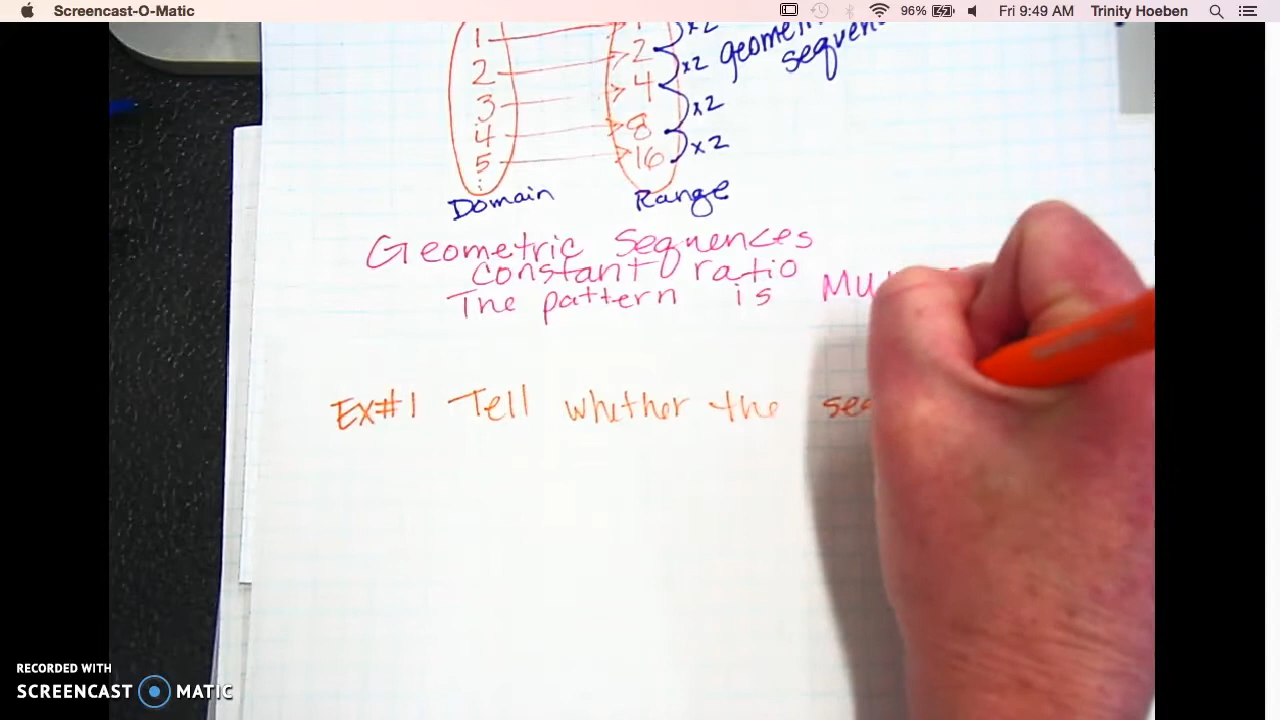 Screencast-O-Matic 96% Fri 9:49 AM Trinity Hoeben
1 x2
2 2 x2 geometric
3 4 sequence
4 8 x2
5 16 x2
Domain Range
Geometric Sequences
constant ratio
The pattern is
Ex#1 Tell whether the
RECORDED WITH
SCREENCAST MATIC